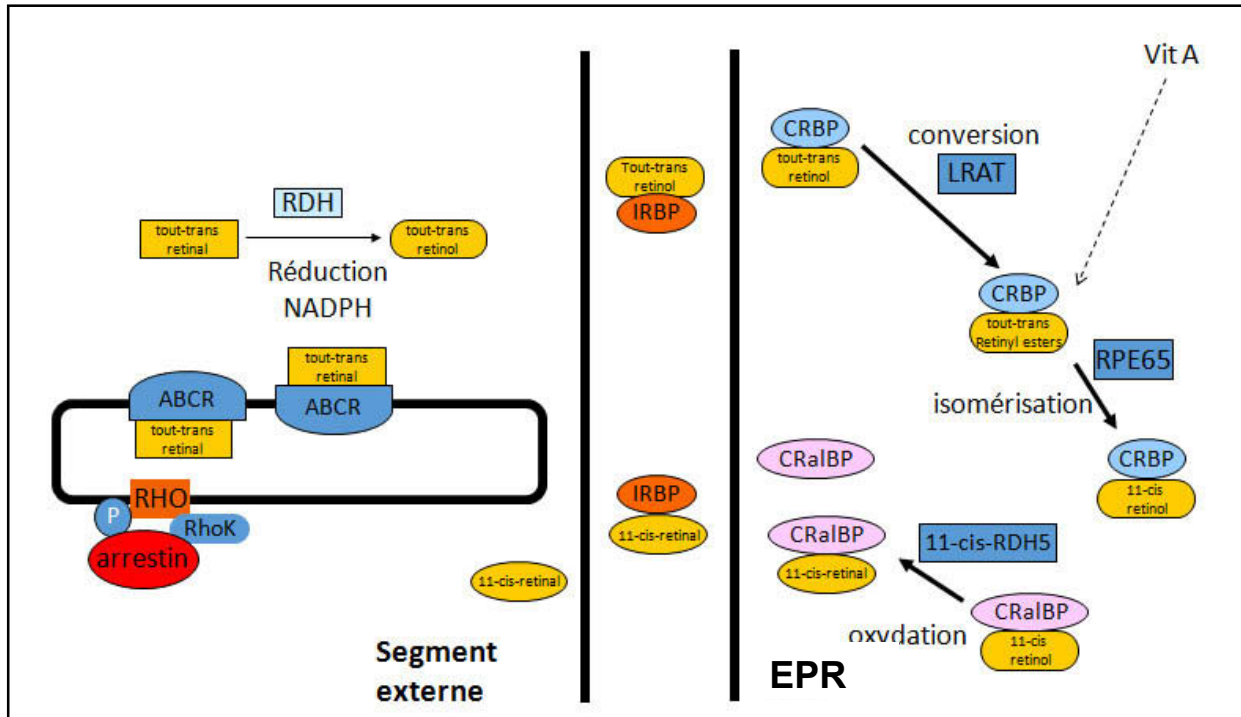 Vit A
CRBP
tout-trans
retinol
conversion
LRAT
Tout-trans
retinol
IRBP
RDH
tout-trans
retinal
tout-trans
retinol
Réduction
NADPH
CRBP
tout-trans
Retinyl esters
RPE65
isomérisation
tout-trans
retinal
ABCR
ABCR
tout-trans
retinal
CRalBP
CRBP
11-cis
retinol
RHO
P
RhoK
arrestin
IRBP
11-cis-retinal
CRalBP
11-cis-retinal
11-cis-RDH5
11-cis-retinal
CRalBP
11-cis
retinol
oxydation
Segment
externe
EPR